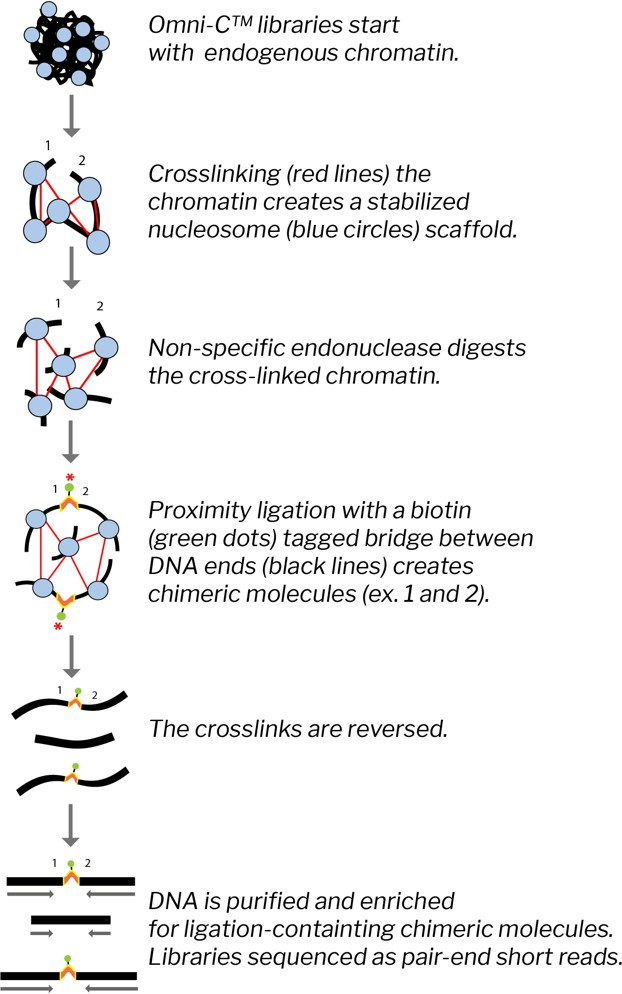 Omni-C™ libraries start
with endogenous chromatin.
1
2
Crosslinking (red lines) the
chromatin creates a stabilized
nucleosome (blue circles) scaffold.
1
2
Non-specific endonuclease digests
the cross-linked chromatin.
*
1 2
Proximity ligation with a biotin
(green dots) tagged bridge between
DNA ends (black lines) creates
chimeric molecules (ex. 1 and 2).
*
1 2
The crosslinks are reversed.
1 2
DNA is purified and enriched
for ligation-containting chimeric molecules.
Libraries sequenced as pair-end short reads.